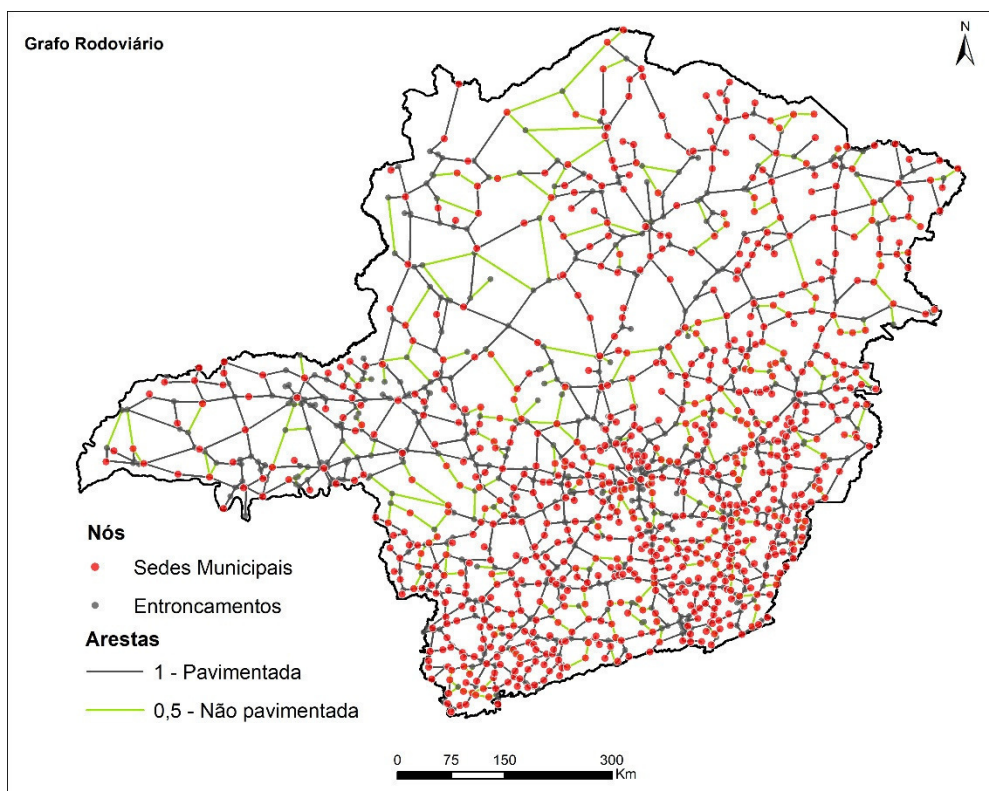 Grafo Rodoviário
N
Nós
Sedes Municipais
Entroncamentos
Arestas
1 - Pavimentada
0,5 - Não pavimentada
0 75 150 300
Km